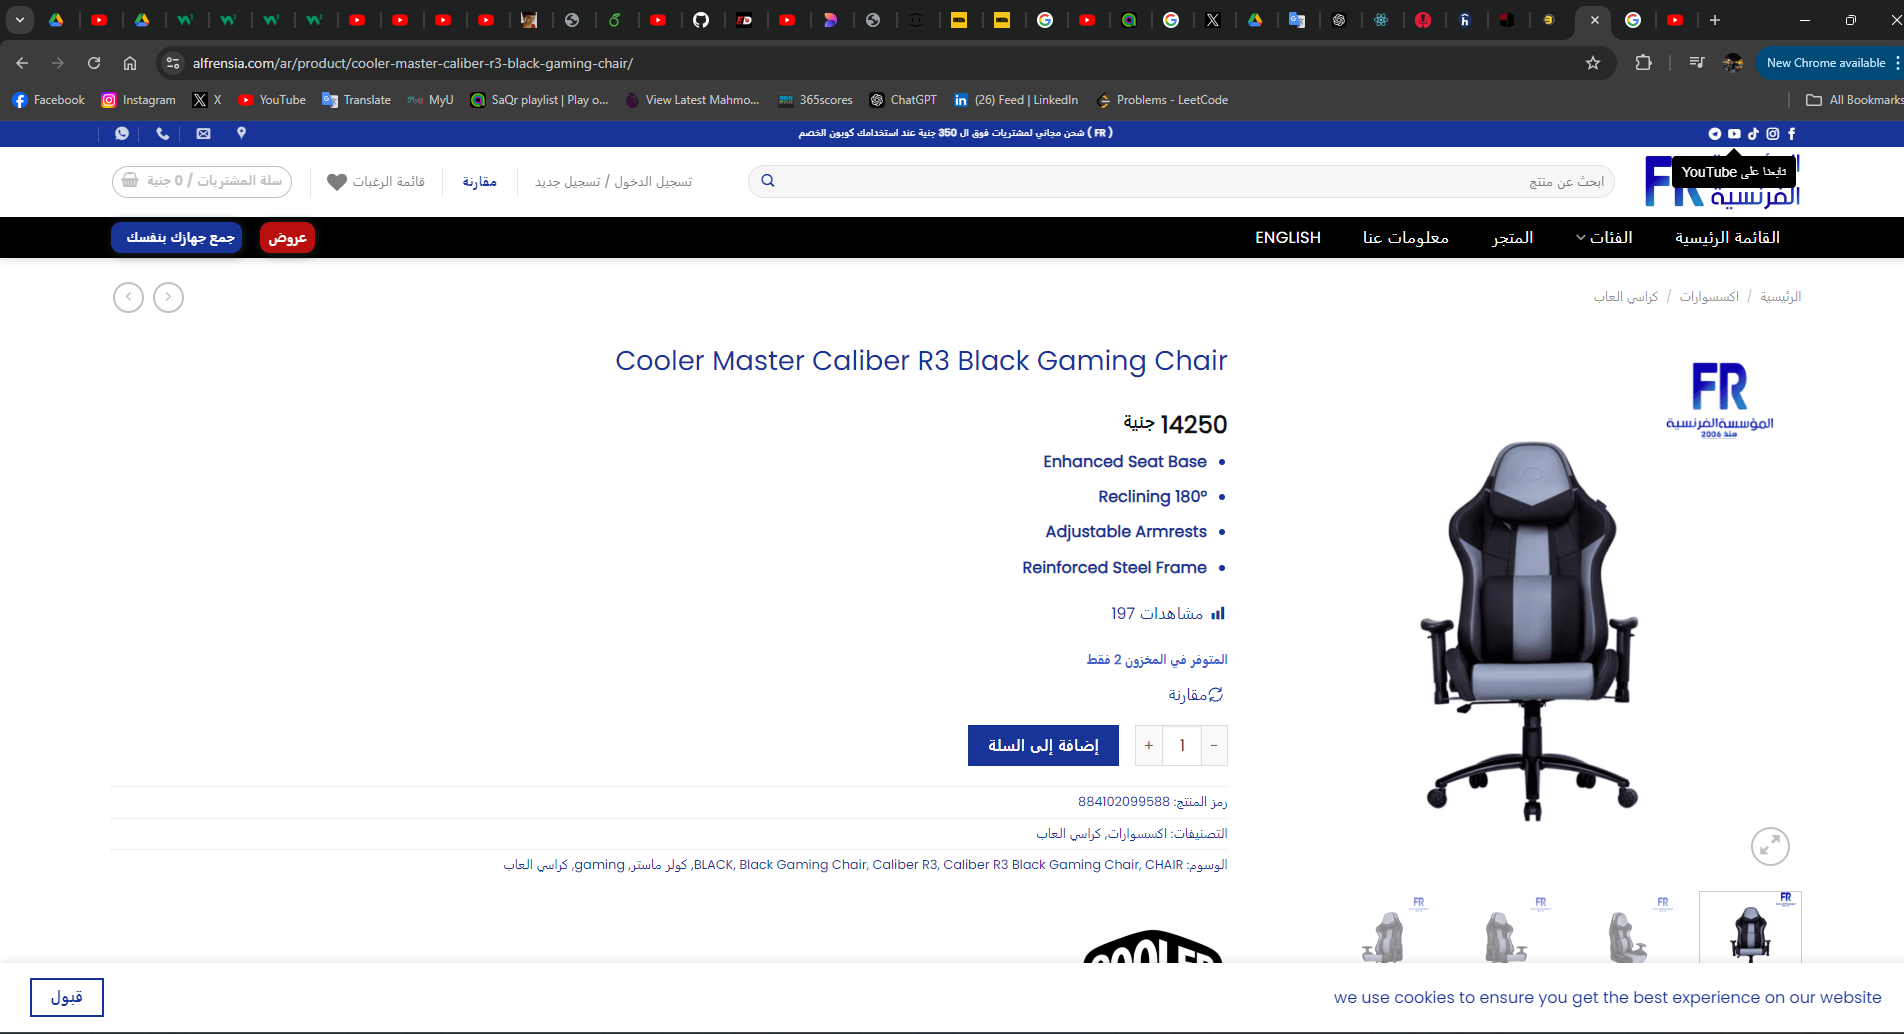 alfrensia.com/ar/product/cooler-master-caliber-r3-black-gaming-chair/
New Chrome available
Facebook
Instagram
X
YouTube
Translate
MyU
SaQr playlist | Play o...
View Latest Mahmo...
365scores
ChatGPT
(26) Feed | LinkedIn
Problems - LeetCode
All Bookmarks
شحن مجاني لمشتريات فوق ال 350 جنية عند استخدامك كوبون الخصم ( FR )
تابعنا على YouTube
FR
الفرنسية
ابحث عن منتج
تسجيل الدخول / تسجيل جديد
مقارنة
قائمة الرغبات
سلة المشتريات / 0 جنية
القائمة الرئيسية
الفئات
المتجر
معلومات عنا
ENGLISH
عروض
جمع جهازك بنفسك
الرئيسية / اكسسوارات / كراسي العاب
Cooler Master Caliber R3 Black Gaming Chair
14250 جنية
Enhanced Seat Base
Reclining 180°
Adjustable Armrests
Reinforced Steel Frame
مشاهدات 197
المتوفر في المخزون 2 فقط
مقارنة
- 1 +
إضافة إلى السلة
رمز المنتج: 884102099588
التصنيفات: اكسسوارات, كراسي العاب
الوسوم: BLACK, Black Gaming Chair, Caliber R3, Caliber R3 Black Gaming Chair, CHAIR, كولر ماستر, gaming, كراسي العاب
FR
المؤسسة الفرنسية
منذ 2006
FR
FR
FR
FR
COOLER
we use cookies to ensure you get the best experience on our website
قبول